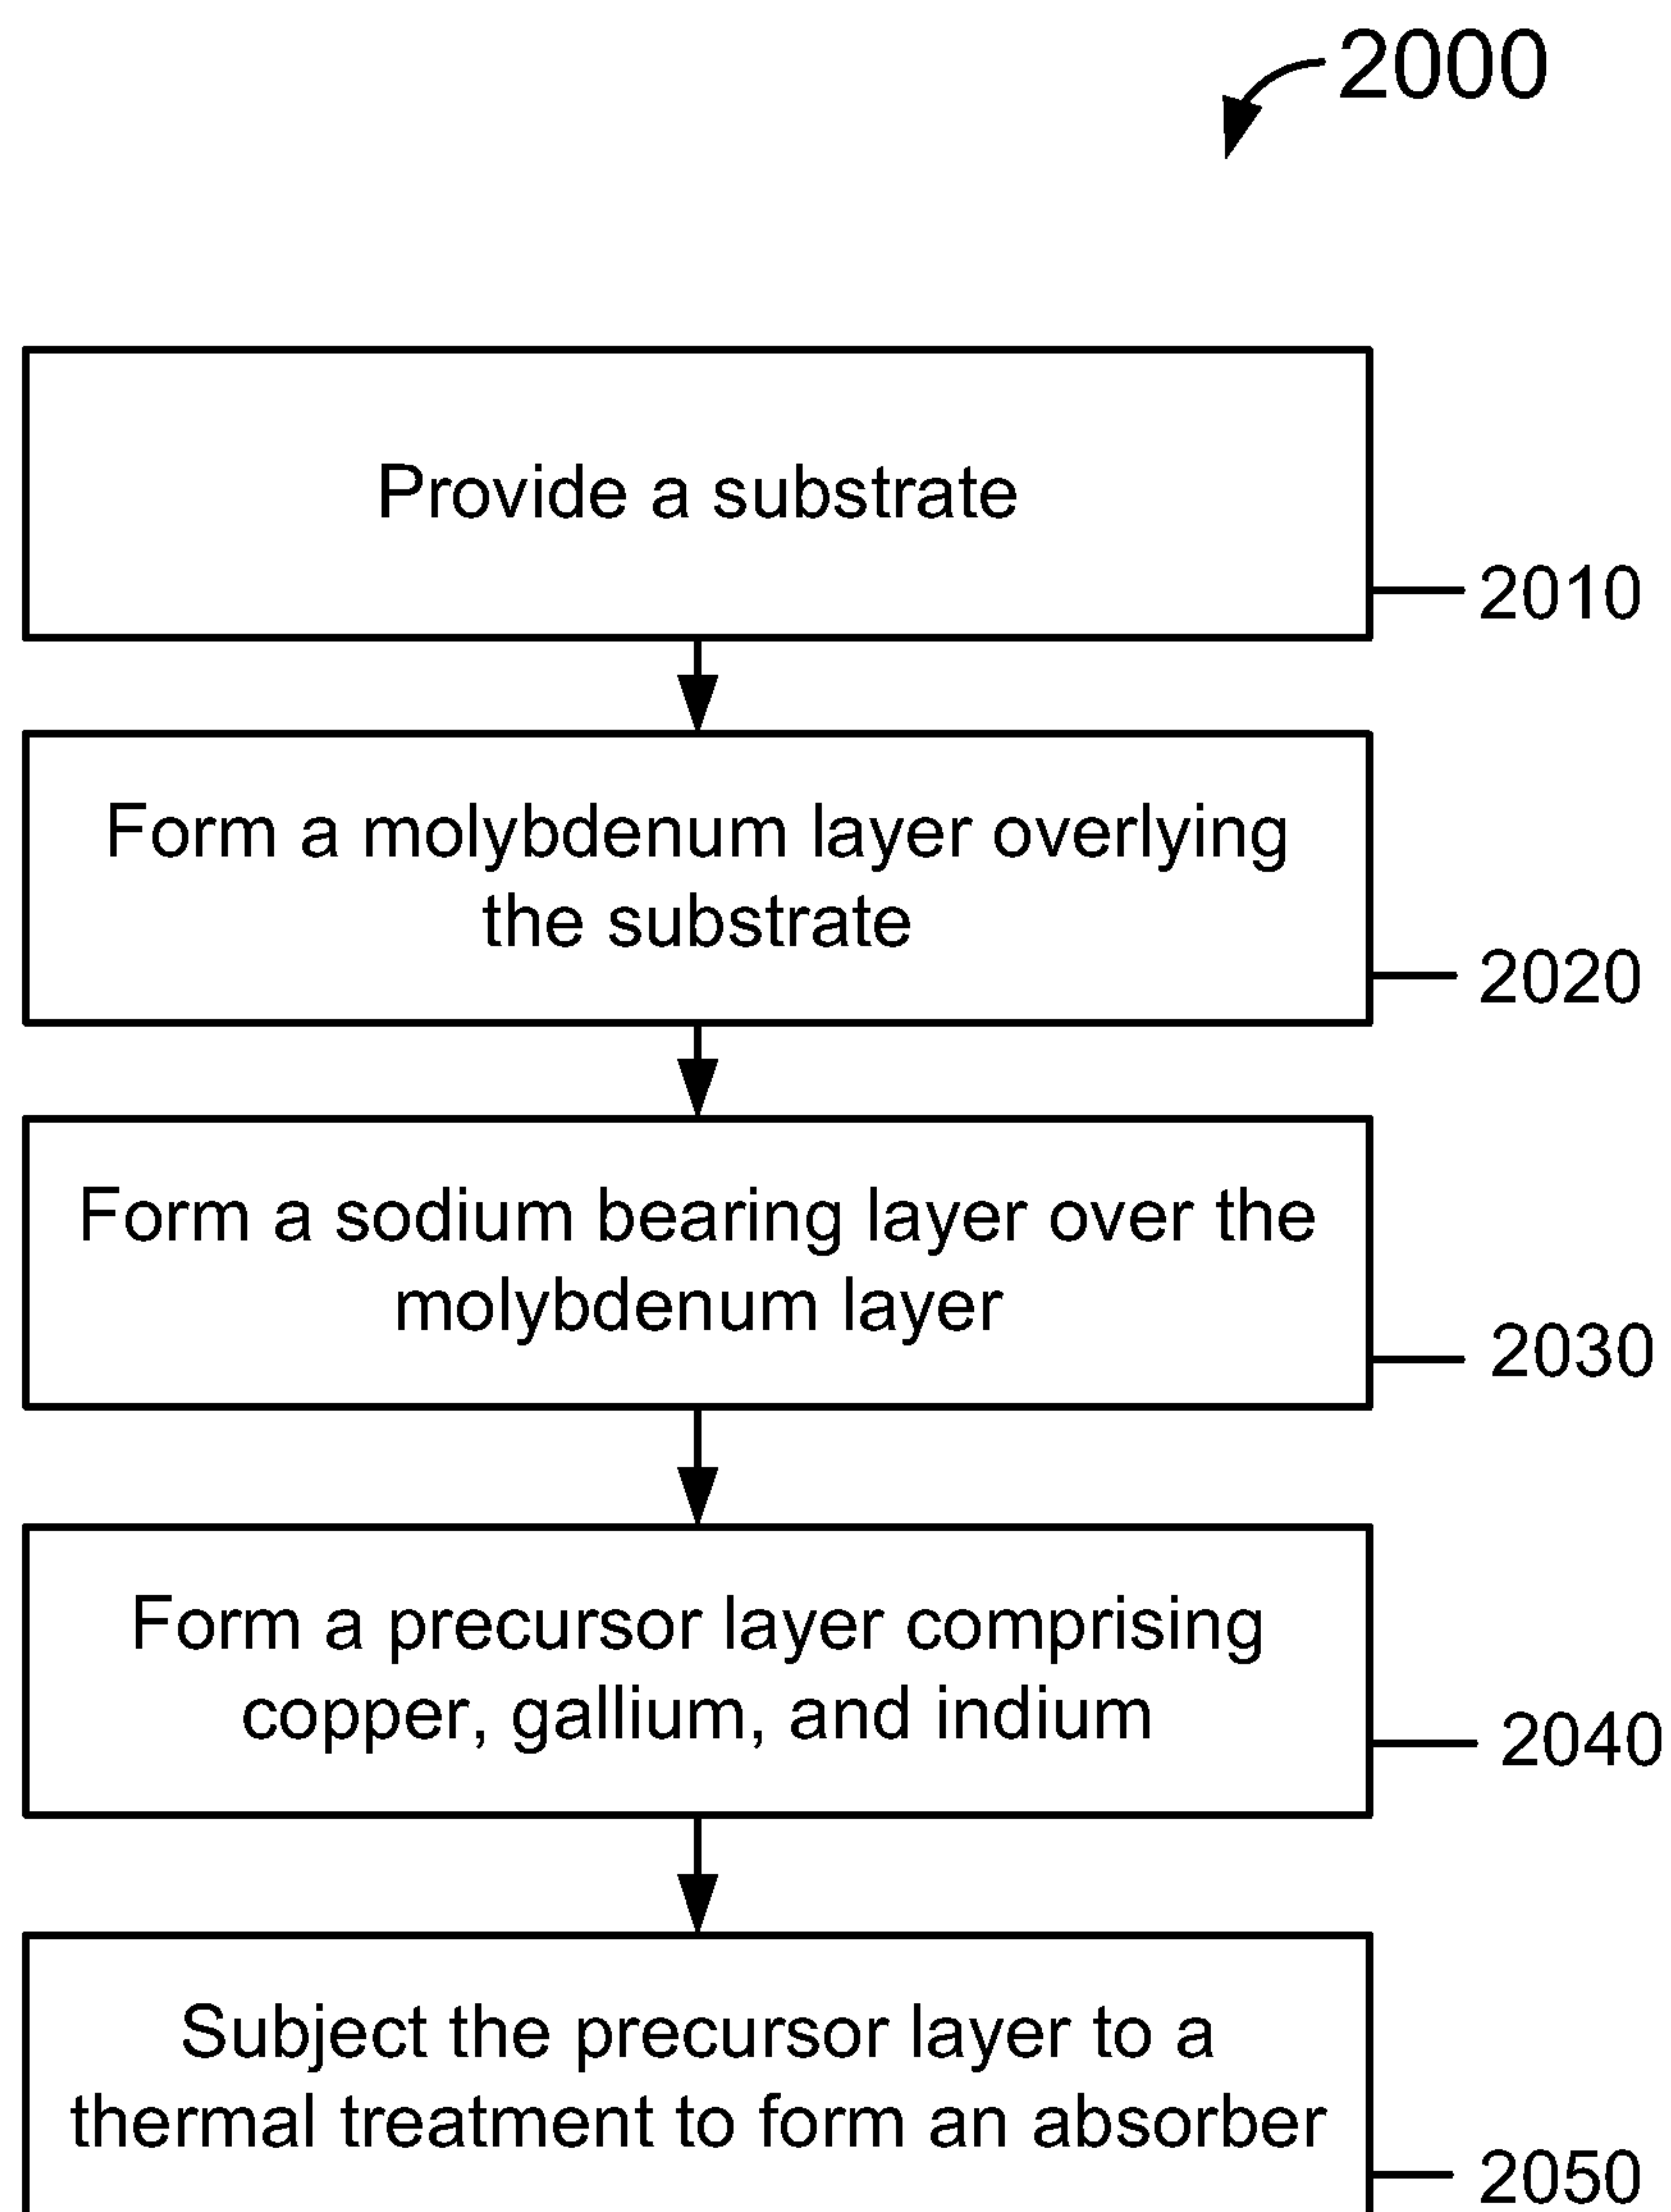 2000
Provide a substrate
2010
Form a molybdenum layer overlying
the substrate
2020
Form a sodium bearing layer over the
molybdenum layer
2030
Form a precursor layer comprising
copper, gallium, and indium
2040
Subject the precursor layer to a
thermal treatment to form an absorber
2050